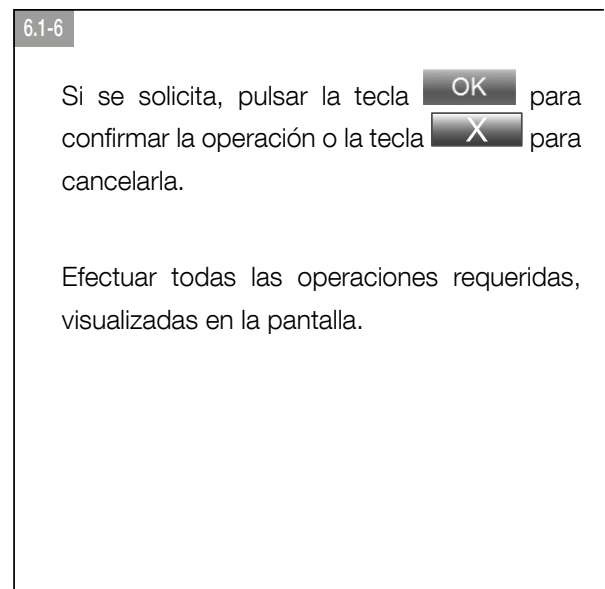 6.1-6
Si se solicita, pulsar la tecla OK para
confirmar la operación o la tecla X para
cancelarla.
Efectuar todas las operaciones requeridas,
visualizadas en la pantalla.